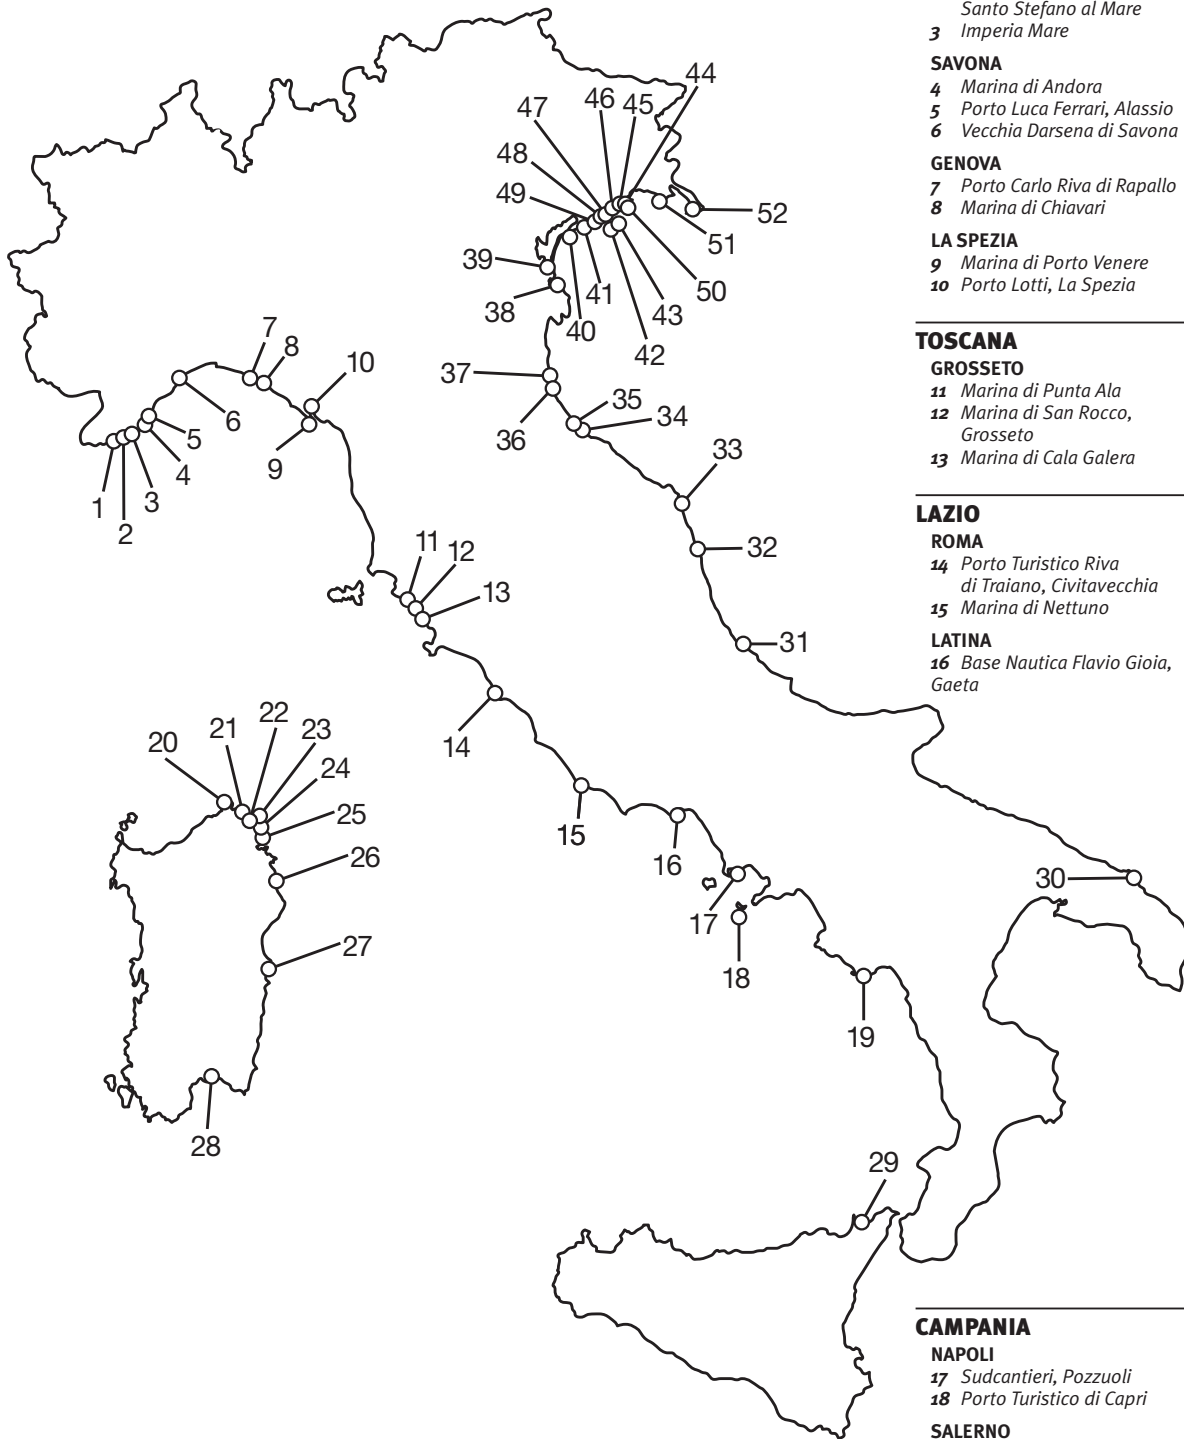 44
46
45
47
48
49
52
51
39
50
41
38
43
40
42
7
8
10
37
35
34
6
5
36
33
9
4
3
1
2
32
11
12
13
31
14
22
21
23
20
24
25
15
16
26
30
17
27
18
19
28
29
Santo Stefano al Mare
3 Imperia Mare
SAVONA
4 Marina di Andora
5 Porto Luca Ferrari, Alassio
6 Vecchia Darsena di Savona
GENOVA
7 Porto Carlo Riva di Rapallo
8 Marina di Chiavari
LA SPEZIA
9 Marina di Porto Venere
10 Porto Lotti, La Spezia
TOSCANA
GROSSETO
11 Marina di Punta Ala
12 Marina di San Rocco,
Grosseto
13 Marina di Cala Galera
LAZIO
ROMA
14 Porto Turistico Riva
di Traiano, Civitavecchia
15 Marina di Nettuno
LATINA
16 Base Nautica Flavio Gioia,
Gaeta
CAMPANIA
NAPOLI
17 Sudcantieri, Pozzuoli
18 Porto Turistico di Capri
SALERNO